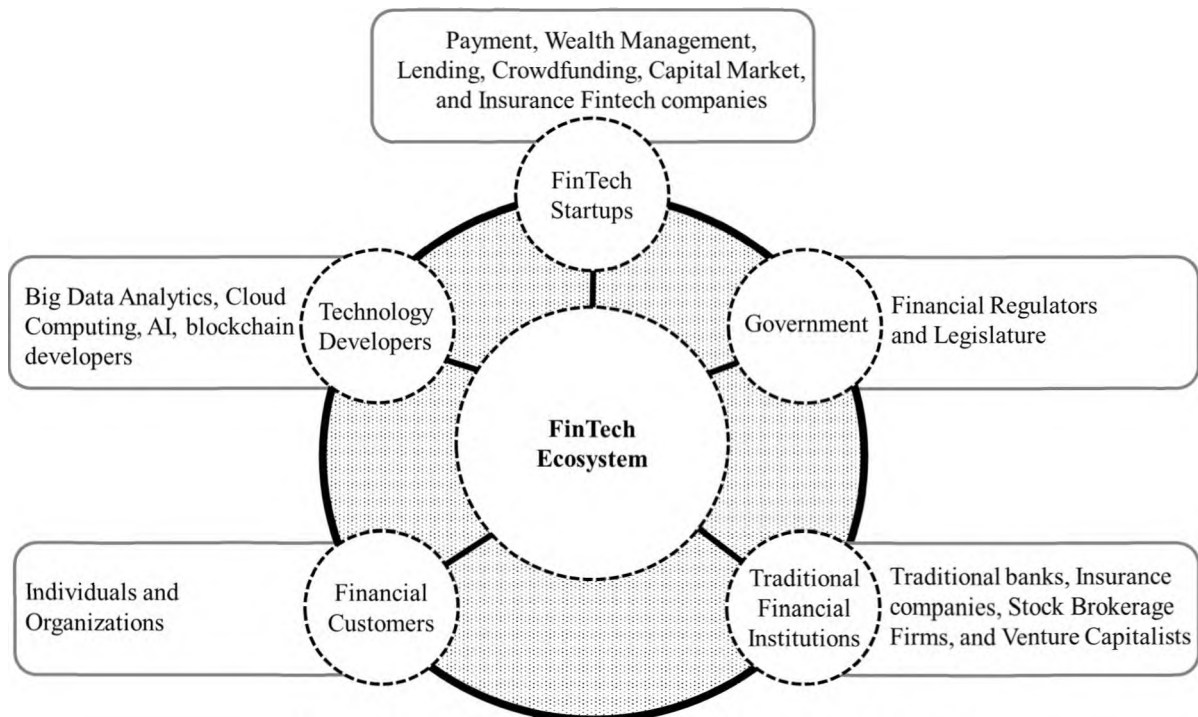 Payment, Wealth Management,
Lending, Crowdfunding, Capital Market,
and Insurance Fintech companies
FinTech
Startups
Big Data Analytics, Cloud
Computing, AI, blockchain
developers
Technology
Developers
Government
Financial Regulators
and Legislature
FinTech
Ecosystem
Individuals and
Organizations
Financial
Customers
Traditional
Financial
Institutions
Traditional banks, Insurance
companies, Stock Brokerage
Firms, and Venture Capitalists